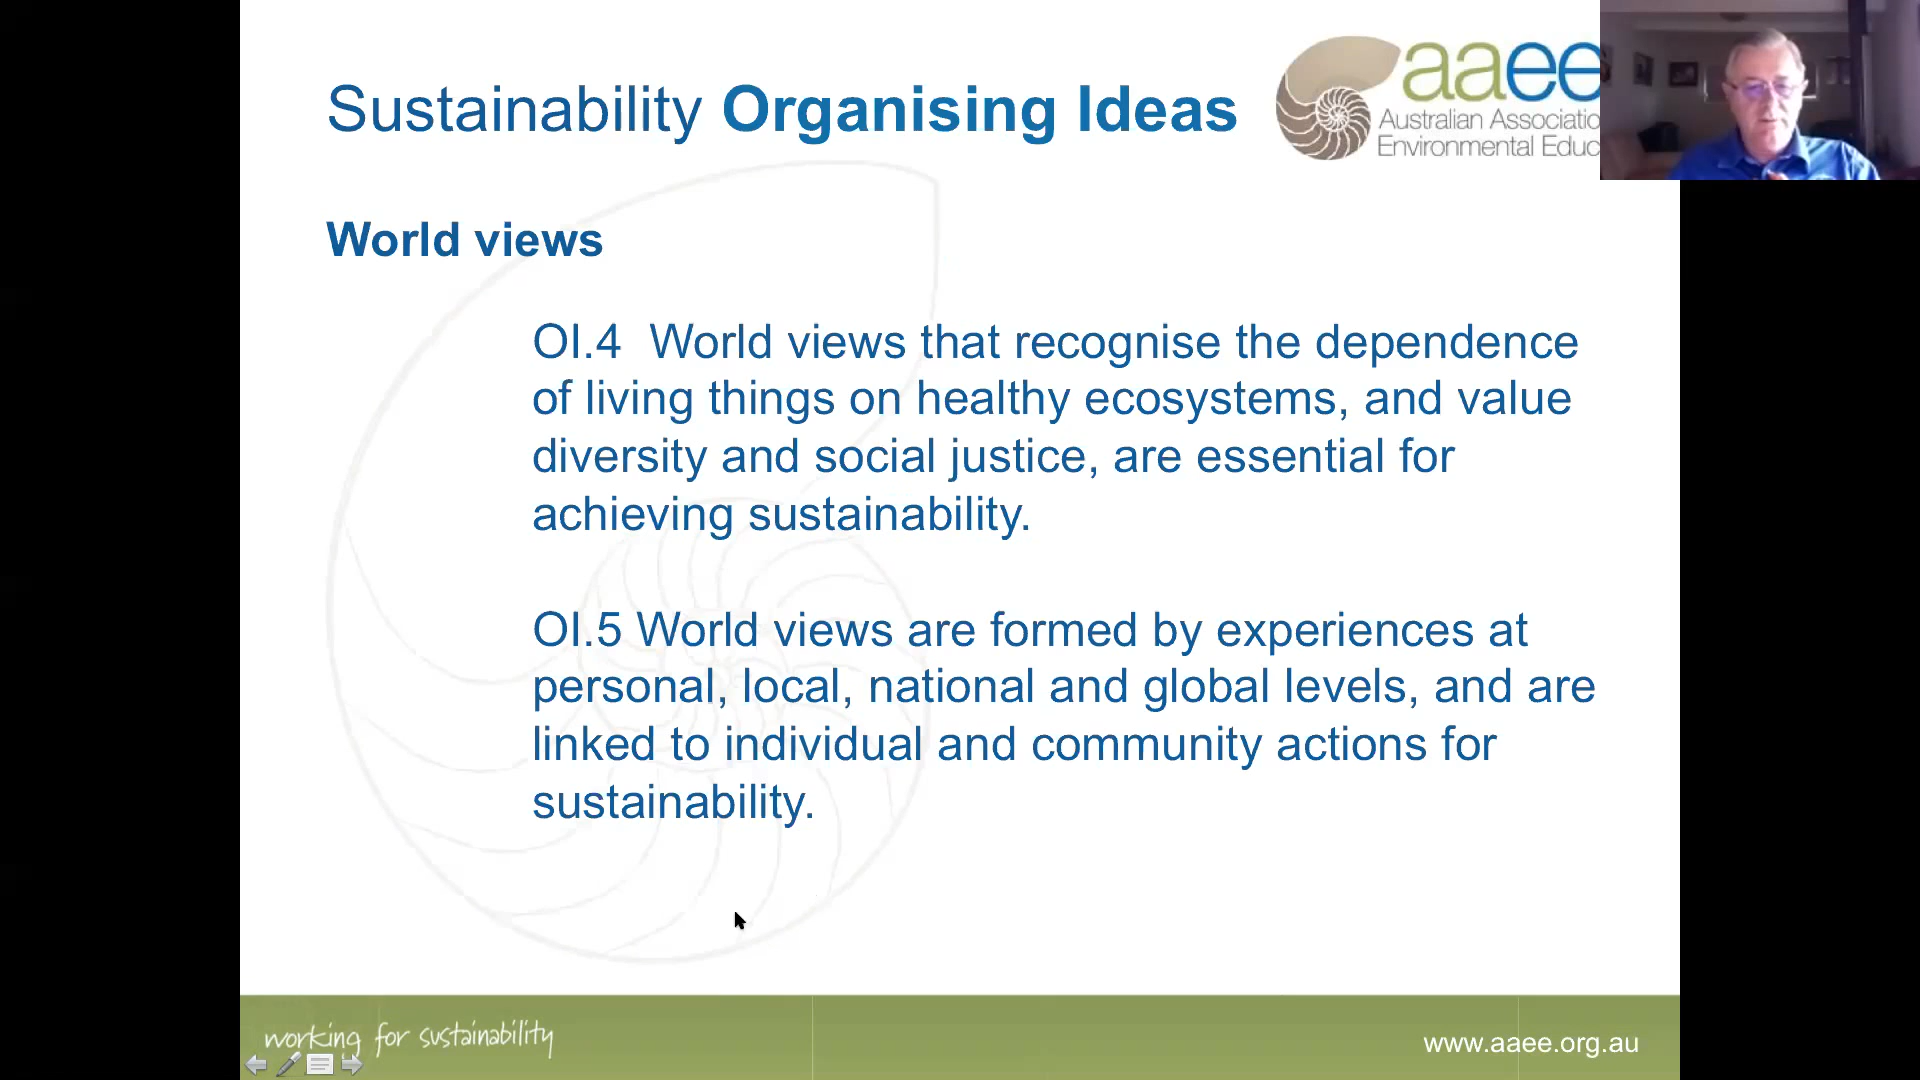 Sustainability Organising Ideas
aaee
Australian
Environmental
World views
OI.4 World views that recognise the dependence
of living things on healthy ecosystems, and value
diversity and social justice, are essential for
achieving sustainability.
OI.5 World views are formed by experiences at
personal, local, national and global levels, and are
linked to individual and community actions for
sustainability.
working for sustainability
www.aaee.org.au